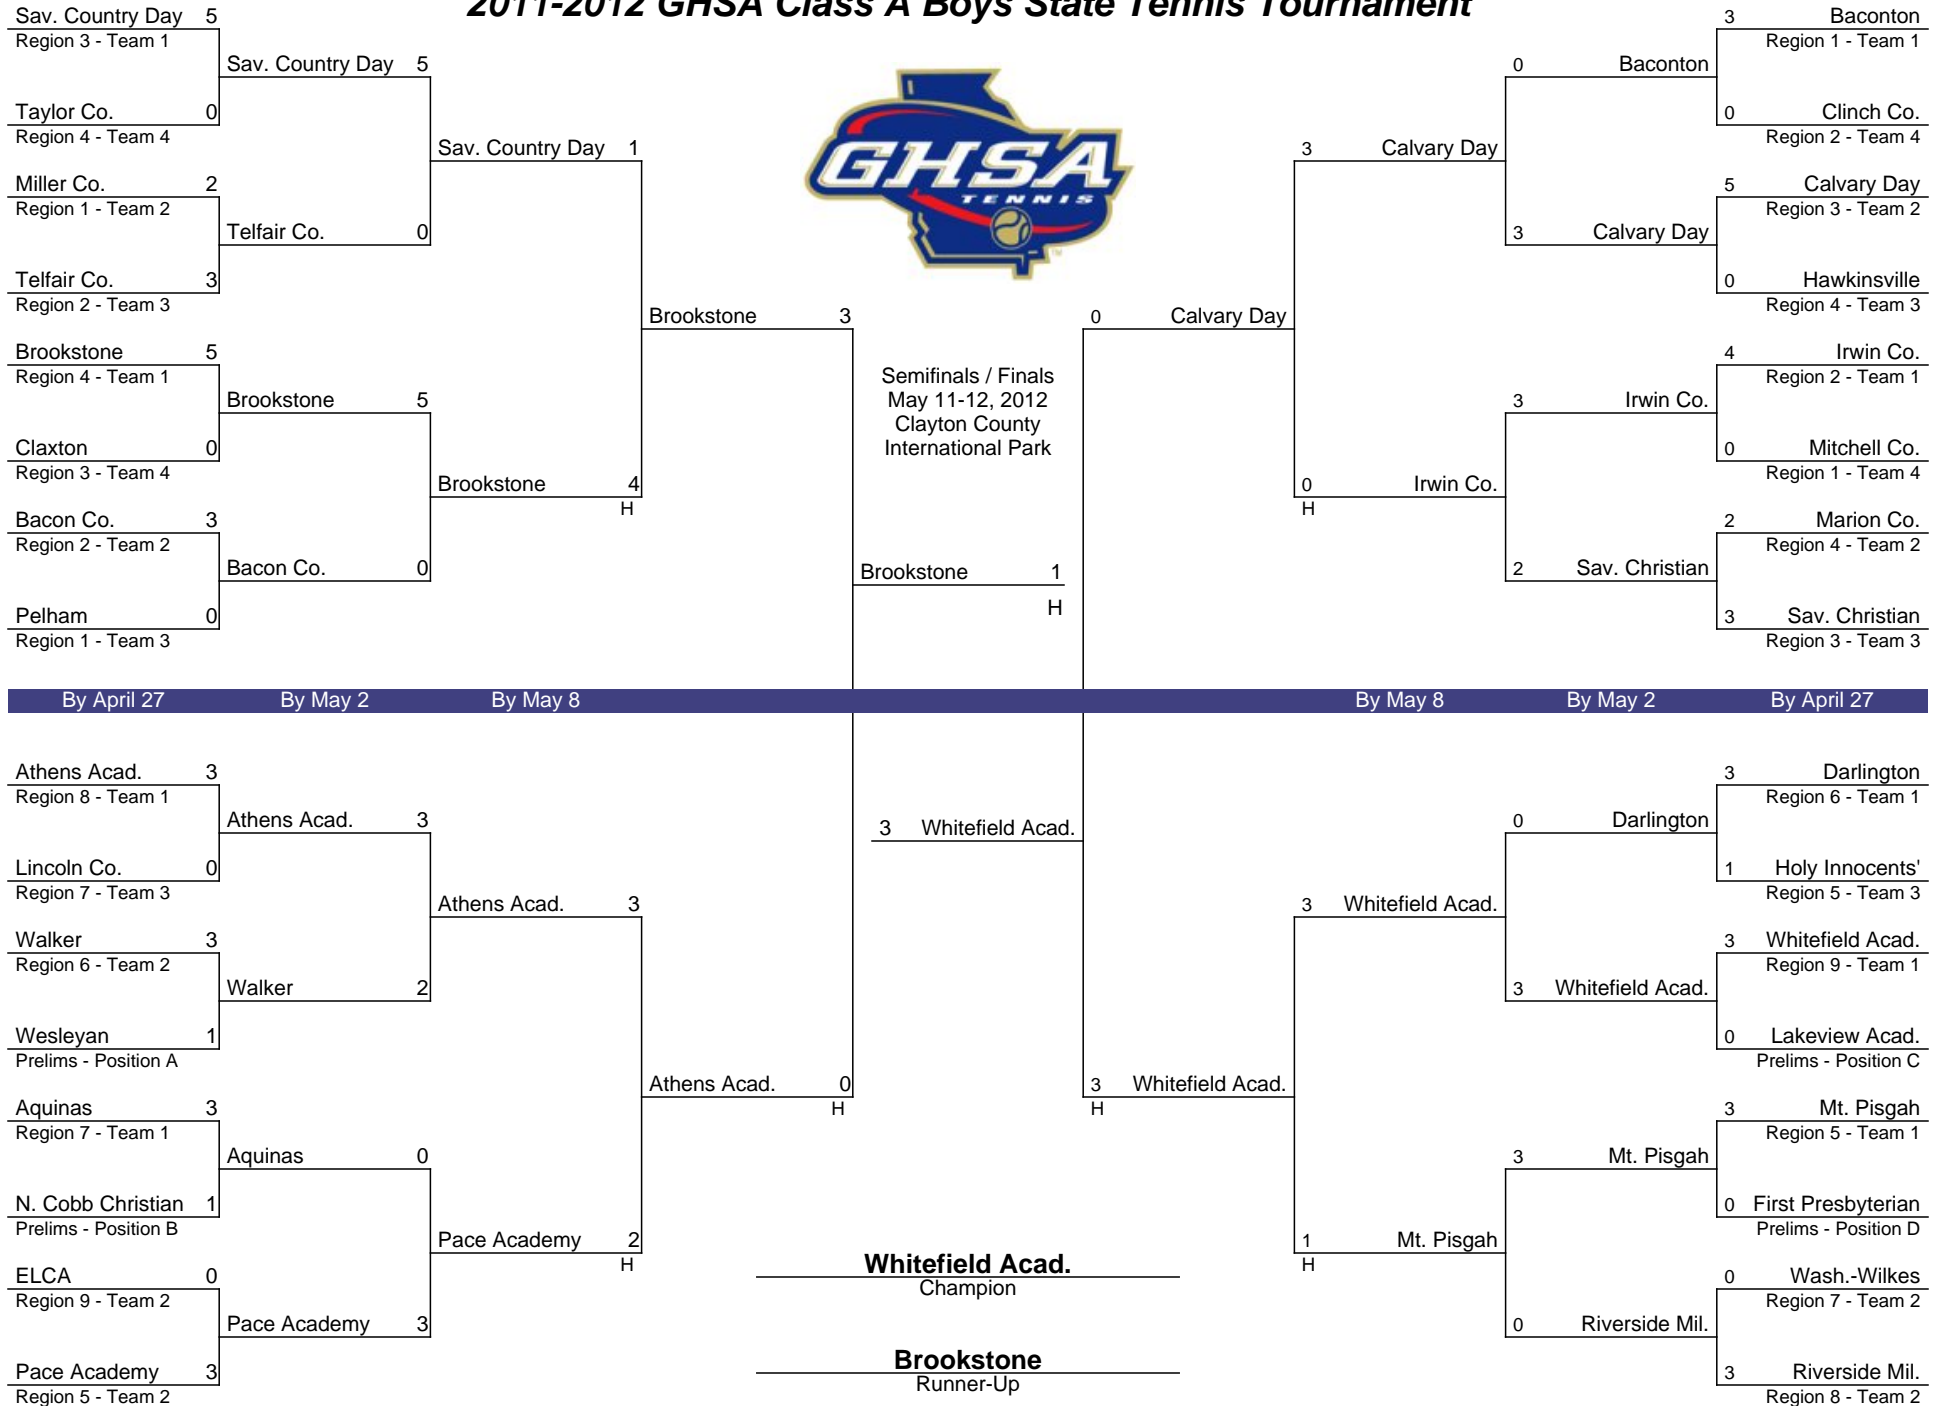 2011-2012 GHSA Class A Boys State Tennis Tournament
Sav. Country Day 5
Region 3 - Team 1
Taylor Co. 0
Region 4 - Team 4
Miller Co. 2
Region 1 - Team 2
Telfair Co. 3
Region 2 - Team 3
Brookstone 5
Region 4 - Team 1
Claxton 0
Region 3 - Team 4
Bacon Co. 3
Region 2 - Team 2
Pelham 0
Region 1 - Team 3
Sav. Country Day 5
Telfair Co. 0
Brookstone 5
Bacon Co. 0
Sav. Country Day 1
Brookstone 4
H
Brookstone 3
GHSA
TENNIS
TM
Semifinals / Finals
May 11-12, 2012
Clayton County
International Park
Brookstone 1
H
0 Calvary Day
3 Calvary Day
0 Irwin Co.
H
0 Baconton
3 Calvary Day
3 Irwin Co.
2 Sav. Christian
3 Baconton
Region 1 - Team 1
0 Clinch Co.
Region 2 - Team 4
5 Calvary Day
Region 3 - Team 2
0 Hawkinsville
Region 4 - Team 3
4 Irwin Co.
Region 2 - Team 1
0 Mitchell Co.
Region 1 - Team 4
2 Marion Co.
Region 4 - Team 2
3 Sav. Christian
Region 3 - Team 3
By April 27 By May 2 By May 8 By May 8 By May 2 By April 27
Athens Acad. 3
Region 8 - Team 1
Lincoln Co. 0
Region 7 - Team 3
Walker 3
Region 6 - Team 2
Wesleyan 1
Prelims - Position A
Aquinas 3
Region 7 - Team 1
N. Cobb Christian 1
Prelims - Position B
ELCA 0
Region 9 - Team 2
Pace Academy 3
Region 5 - Team 2
Athens Acad. 3
Walker 2
Aquinas 0
Pace Academy 3
Athens Acad. 3
Pace Academy 2
H
Athens Acad. 0
H
3 Whitefield Acad.
Whitefield Acad.
Champion
Brookstone
Runner-Up
3 Whitefield Acad.
H
3 Whitefield Acad.
1 Mt. Pisgah
H
0 Darlington
3 Whitefield Acad.
3 Mt. Pisgah
0 Riverside Mil.
3 Darlington
Region 6 - Team 1
1 Holy Innocents'
Region 5 - Team 3
3 Whitefield Acad.
Region 9 - Team 1
0 Lakeview Acad.
Prelims - Position C
3 Mt. Pisgah
Region 5 - Team 1
0 First Presbyterian
Prelims - Position D
0 Wash.-Wilkes
Region 7 - Team 2
3 Riverside Mil.
Region 8 - Team 2